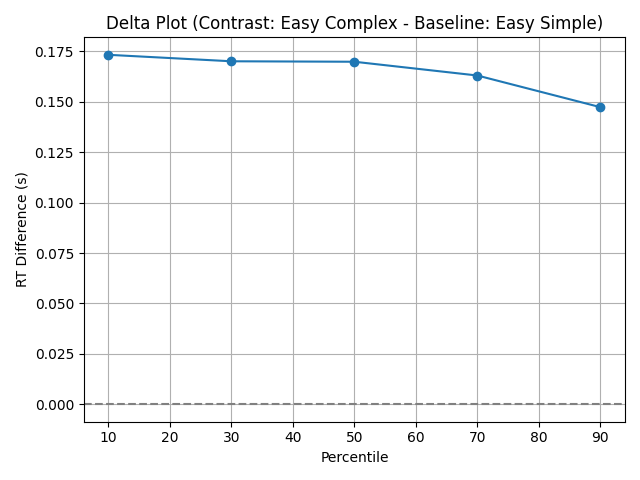 Delta Plot (Contrast: Easy Complex - Baseline: Easy Simple)
RT Difference (s)
0.175
0.150
0.125
0.100
0.075
0.050
0.025
0.000
10 20 30 40 50 60 70 80 90
Percentile